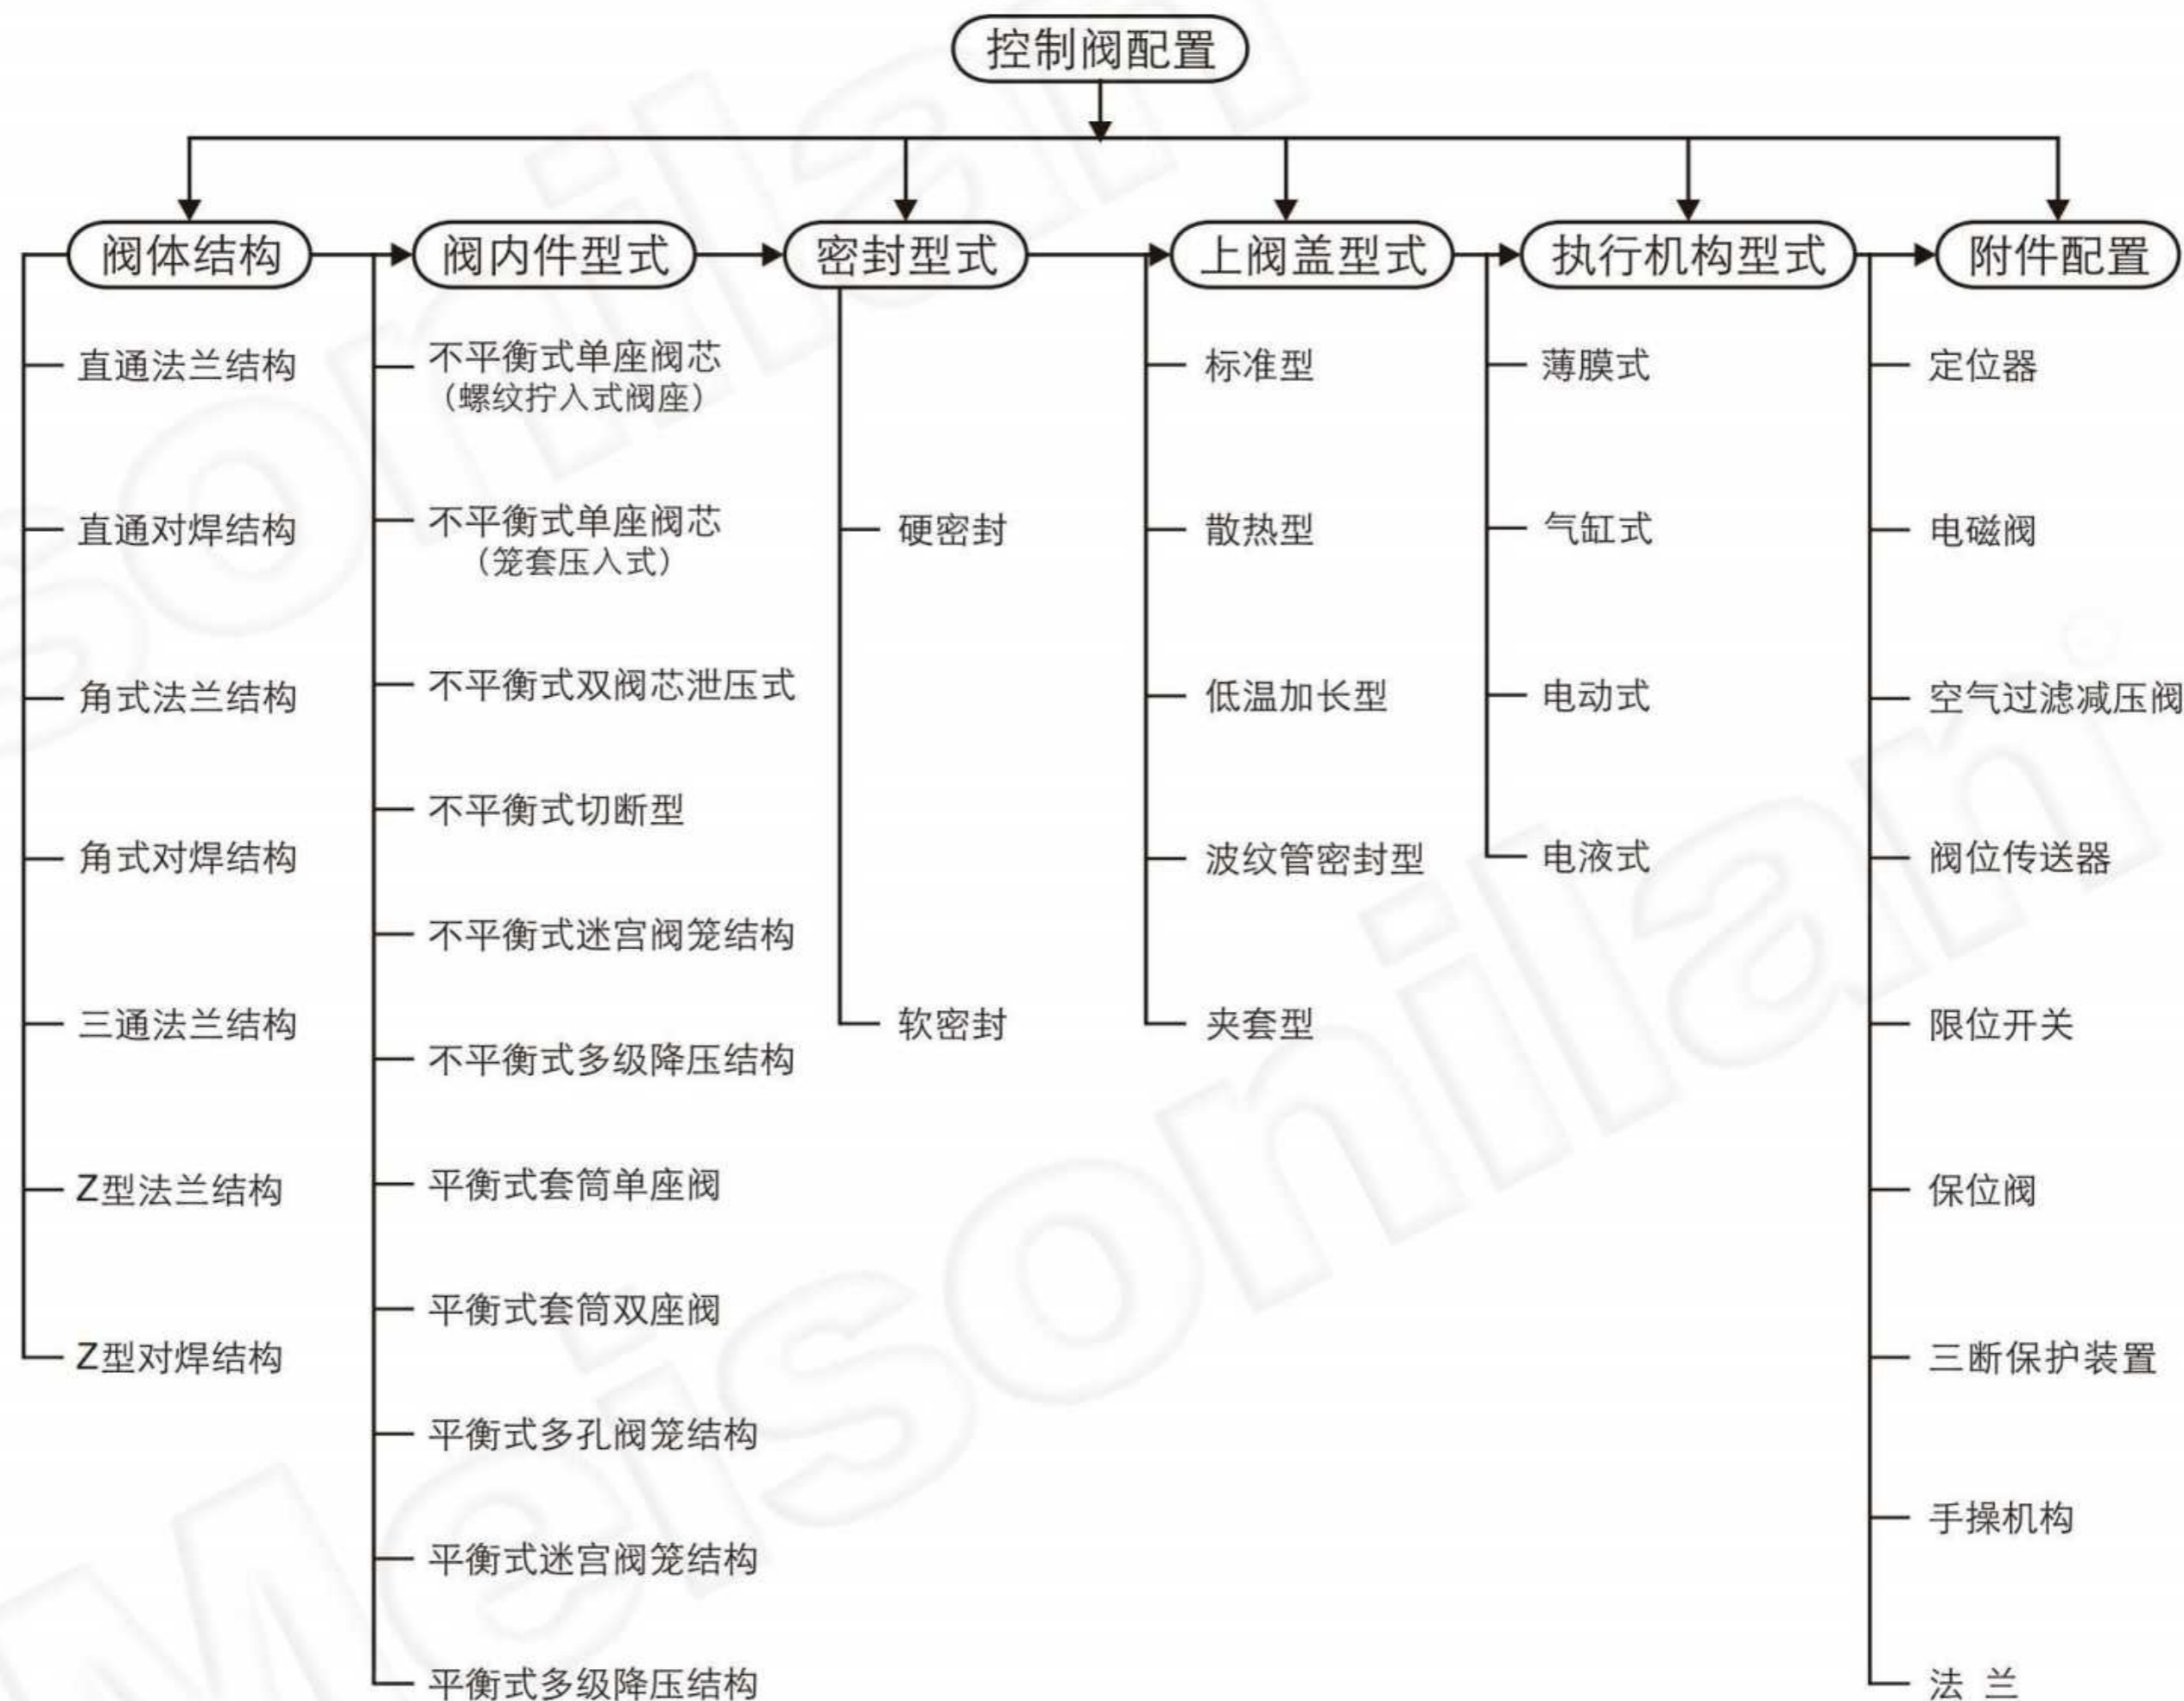 控制阀配置
阀体结构
阀内件型式
密封型式
上阀盖型式
执行机构型式
附件配置
直通法兰结构
直通对焊结构
角式法兰结构
角式对焊结构
三通法兰结构
Z型法兰结构
Z型对焊结构
不平衡式单座阀芯
（螺纹拧入式阀座）
不平衡式单座阀芯
（笼套压入式）
不平衡式双阀芯泄压式
不平衡式切断型
不平衡式迷宫阀笼结构
不平衡式多级降压结构
平衡式套筒单座阀
平衡式套筒双座阀
平衡式多孔阀笼结构
平衡式迷宫阀笼结构
平衡式多级降压结构
硬密封
软密封
标准型
散热型
低温加长型
波纹管密封型
夹套型
薄膜式
气缸式
电动式
电液式
定位器
电磁阀
空气过滤减压阀
阀位传送器
限位开关
保位阀
三断保护装置
手操机构
法 兰
Meisonilan
sonilan